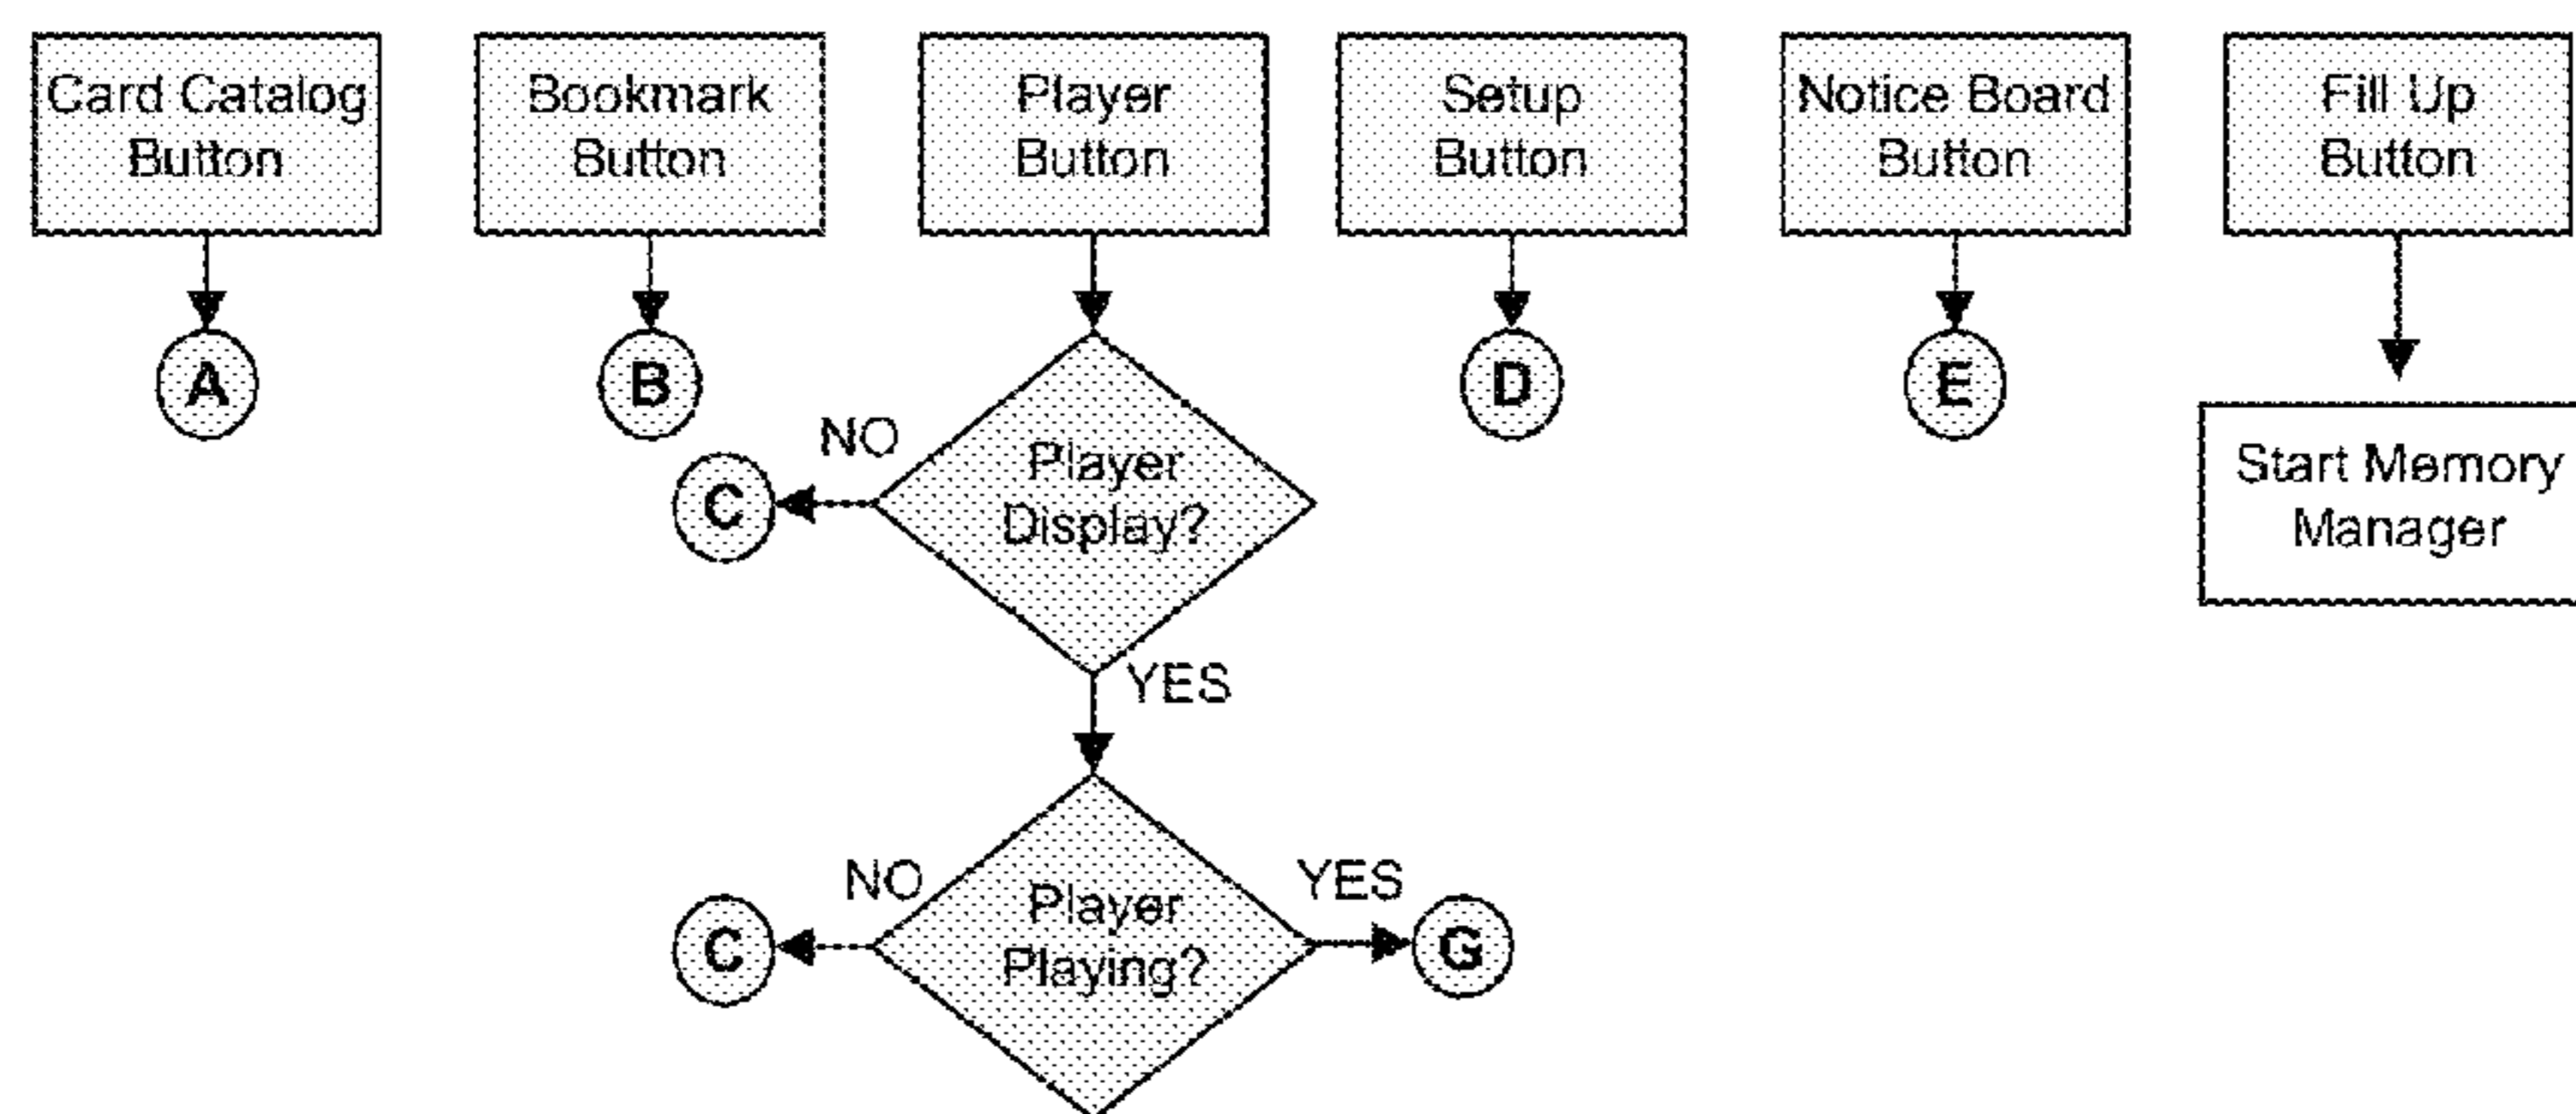 Card Catalog
Button
Bookmark
Button
Player
Button
Setup
Button
Notice Board
Button
Fill Up
Button
A
B
D
E
NO
C
Player
Display?
Start Memory
Manager
YES
NO
YES
C
Player
Playing?
G